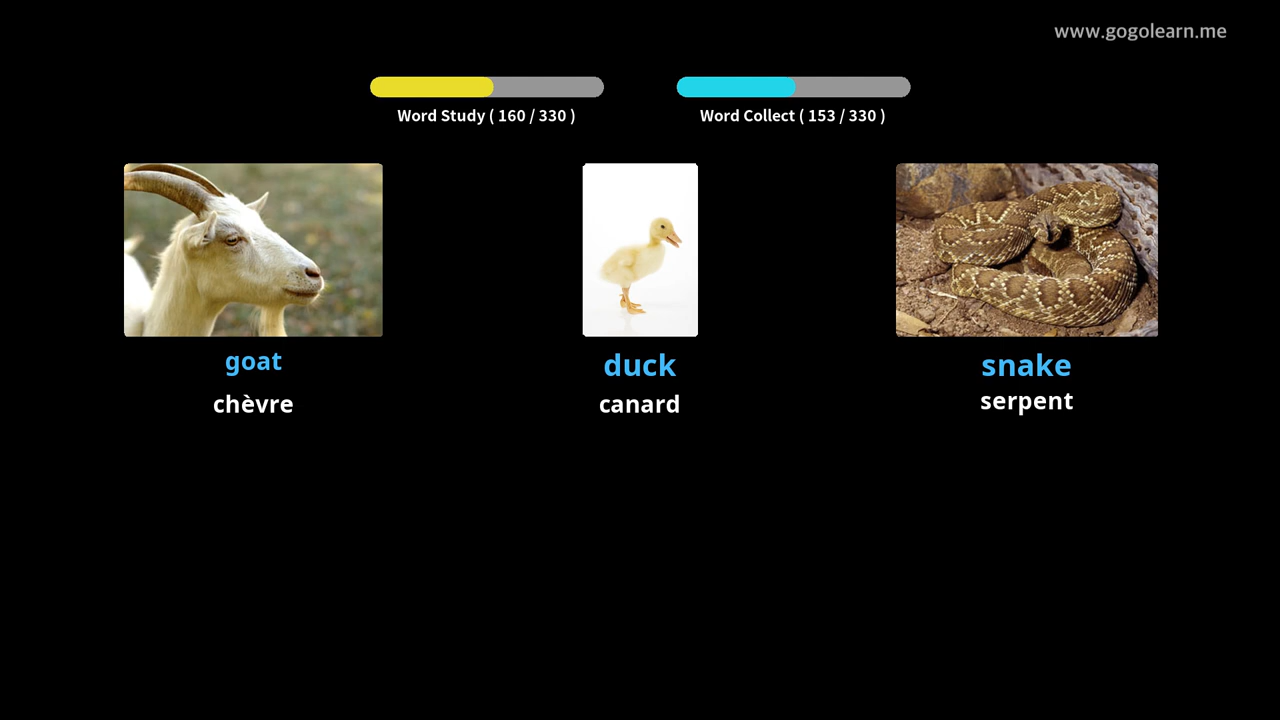 www.gogolearn.me
Word Study ( 160 / 330 )
Word Collect ( 153 / 330 )
goat
duck
snake
chèvre
canard
serpent